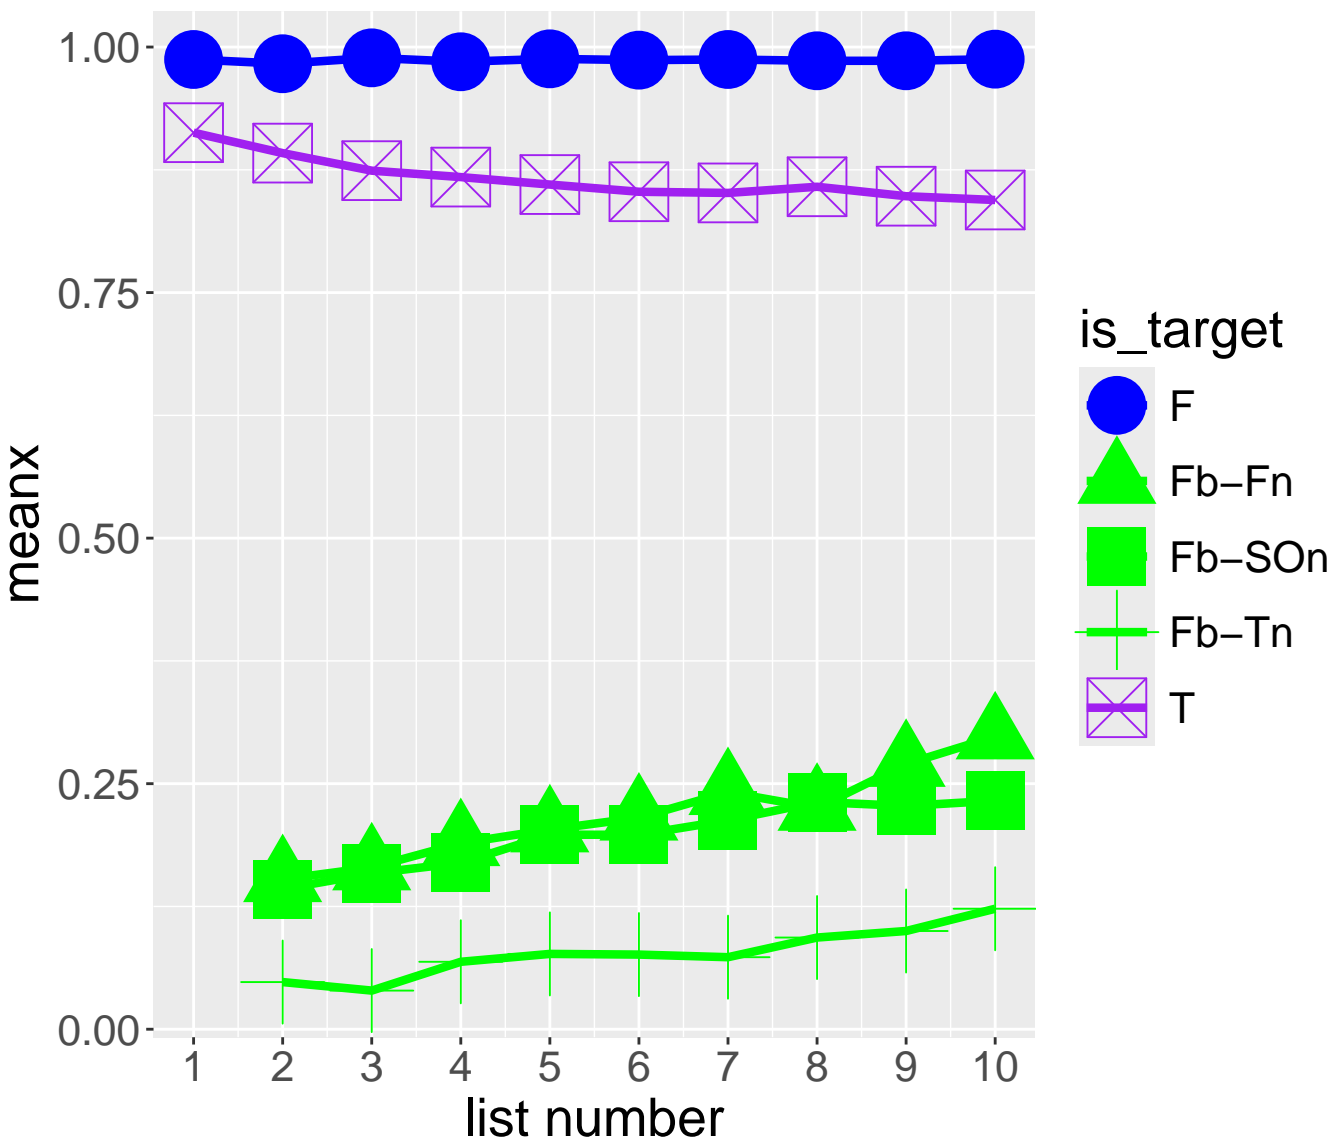 1.00
0.75
0.50
0.25
0.00
meanx
1 2 3 4 5 6 7 8 9 10
list number
is_target
F
Fb−Fn
Fb−SOn
Fb−Tn
T